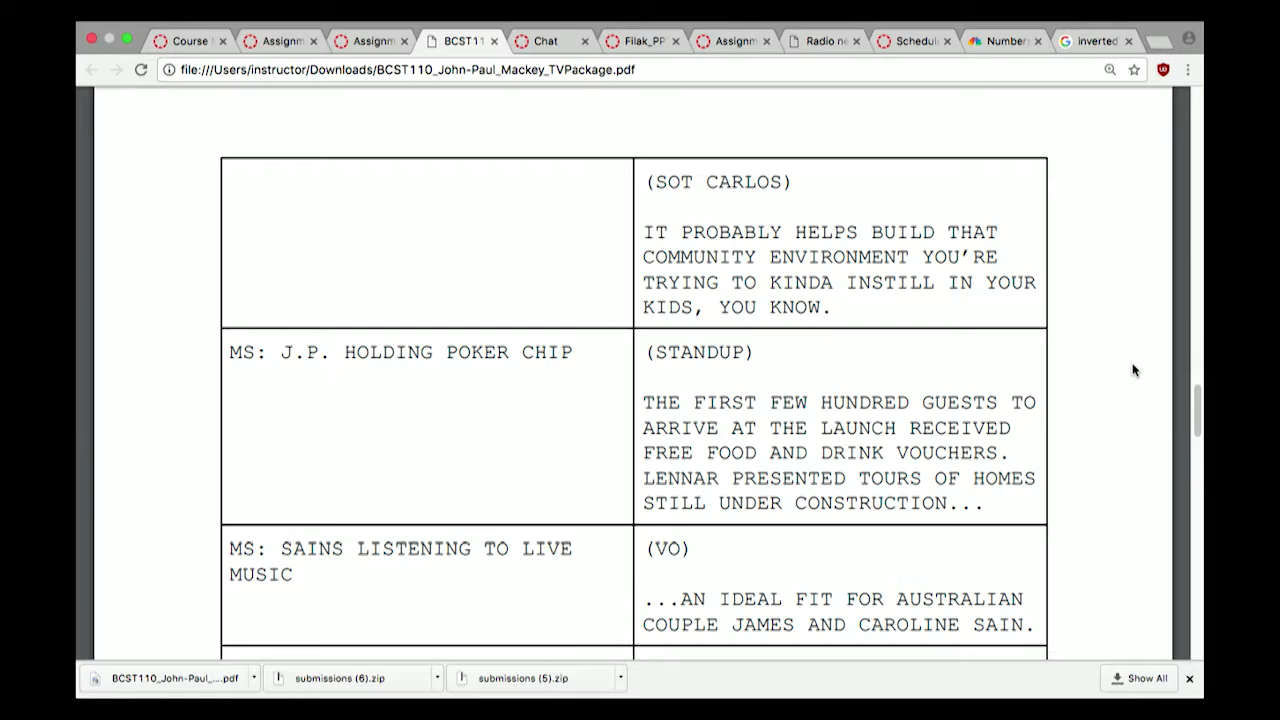 Course
Assignm
Assignm
BCST11
Chat
Filak_PP
Assignm
Radio ne
Schedul
Number
inverted
file:///Users/instructor/Downloads/BCST110_John-Paul_Mackey_TVPackage.pdf
(SOT CARLOS)
IT PROBABLY HELPS BUILD THAT
COMMUNITY ENVIRONMENT YOU’RE
TRYING TO KINDA INSTILL IN YOUR
KIDS, YOU KNOW.
MS: J.P. HOLDING POKER CHIP
(STANDUP)
THE FIRST FEW HUNDRED GUESTS TO
ARRIVE AT THE LAUNCH RECEIVED
FREE FOOD AND DRINK VOUCHERS.
LENNAR PRESENTED TOURS OF HOMES
STILL UNDER CONSTRUCTION...
MS: SAINS LISTENING TO LIVE
MUSIC
(VO)
...AN IDEAL FIT FOR AUSTRALIAN
COUPLE JAMES AND CAROLINE SAIN.
BCST110_John-Paul_....pdf
submissions (6).zip
submissions (5).zip
Show All